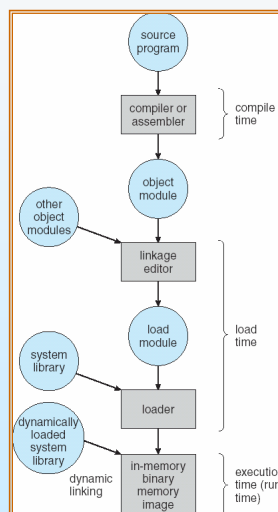 source
program
compiler or
assembler
compile
time
object
module
other
object
modules
linkage
editor
load
module
load
time
system
library
loader
dynamically
loaded
system
library
dynamic
linking
in-memory
binary
memory
image
executio
time (run
time)